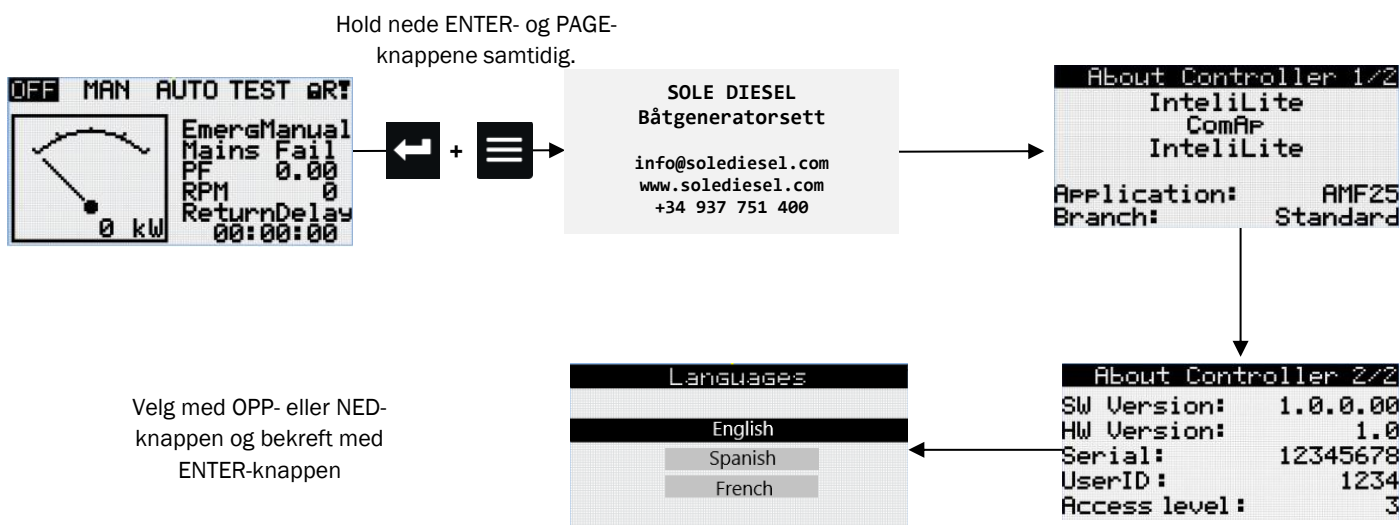 Hold nede ENTER- og PAGE-
knappene samtidig.
OFF MAN AUTO TEST
EmergManual
Mains Fail
PF 0.00
RPM 0
ReturnDelay
00:00:00
0 kW
+
SOLE DIESEL
Båtgeneratorsett
info@solediesel.com
www.solediesel.com
+34 937 751 400
About Controller 1/2
InteliLite
ComAp
InteliLite
Application: AMF25
Branch: Standard
About Controller 2/2
SW Version: 1.0.0.00
HW Version: 1.0
Serial: 12345678
UserID: 1234
Access level: 3
Languages
English
Spanish
French
Velg med OPP- eller NED-
knappen og bekreft med
ENTER-knappen